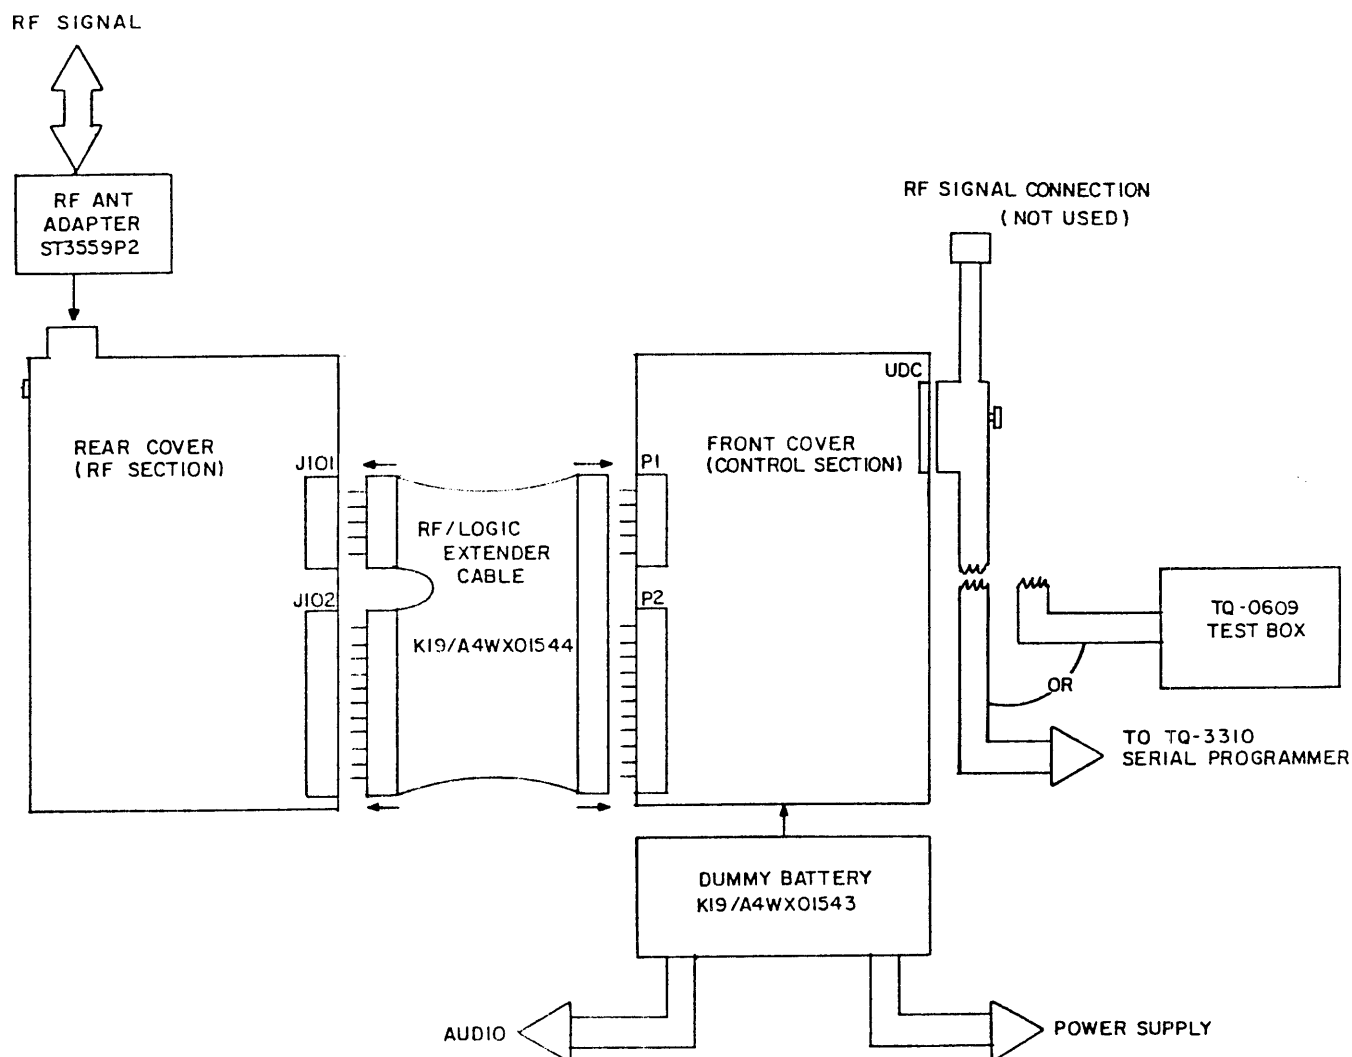 RF SIGNAL
RF ANT
ADAPTER
ST3559P2
RF SIGNAL CONNECTION
(NOT USED)
UDC
REAR COVER
(RF SECTION)
J101
P1
FRONT COVER
(CONTROL SECTION)
RF/LOGIC
EXTENDER
CABLE
J102
P2
K19/A4WX01544
TQ-0609
TEST BOX
OR
TO TQ-3310
SERIAL PROGRAMMER
DUMMY BATTERY
K19/A4WX01543
AUDIO
POWER SUPPLY